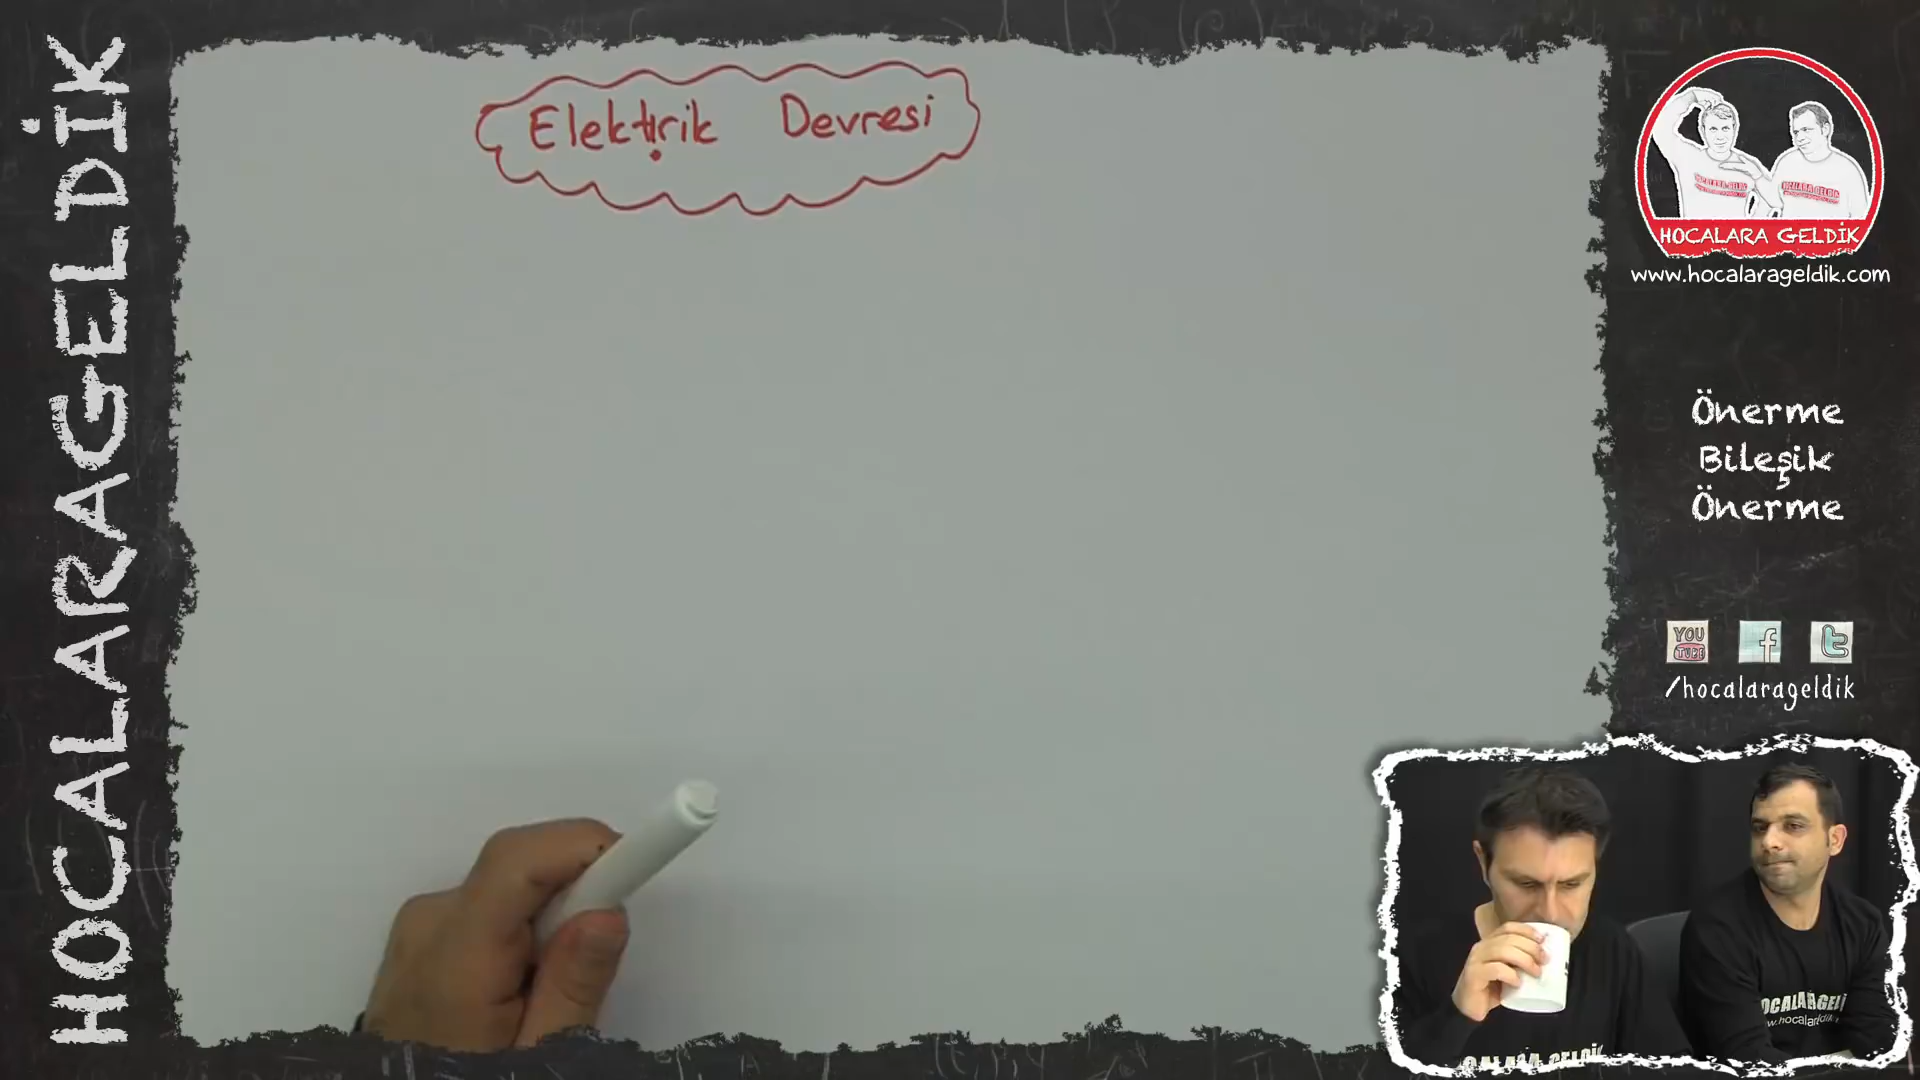 HOCALARAGELDİK
Elektrik Devresi
HOCALARA GELDİK
www.hocalarageldik.com
Önerme
Bileşik
Önerme
YOU
TUBE
f
t
/hocalarageldik